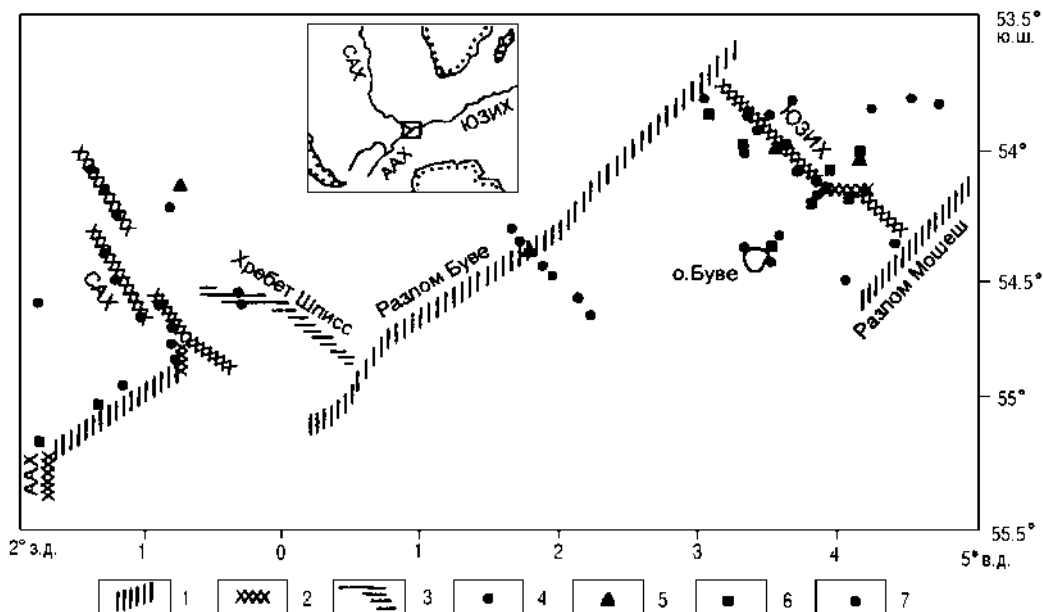 53.5°
ю.ш.
САХ
ЮЗИХ
ААХ
ЮЗИХ
54°
САХ
Хребет Шписс
Разлом Буве
о.Буве
Разлом Мошеш
54.5°
55°
ААХ
55.5°
2° з.д. 1 0 1 2 3 4 5° в.д.
1 2 3 4 5 6 7